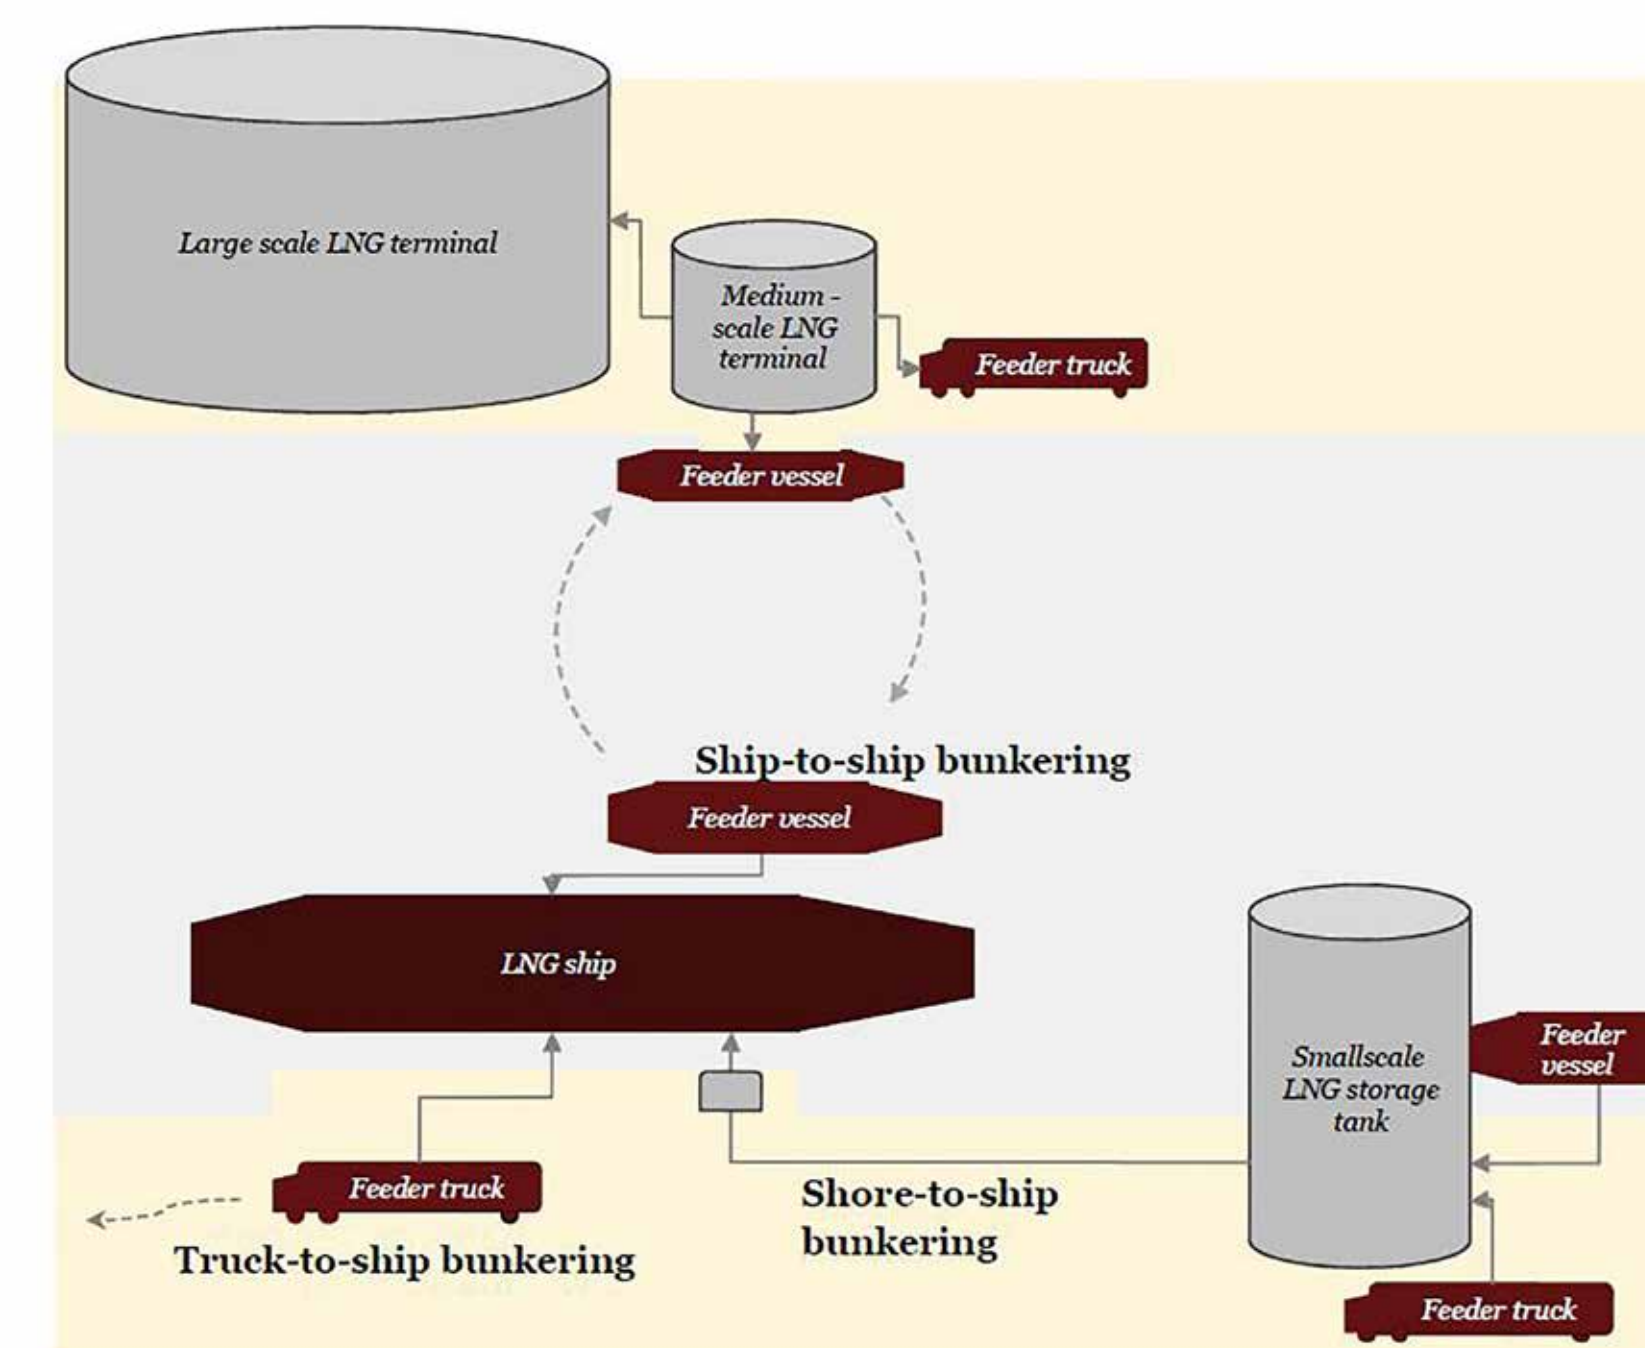 Large scale LNG terminal
Medium -
scale LNG
terminal
Feeder truck
Feeder vessel
Ship-to-ship bunkering
Feeder vessel
LNG ship
Smallscale
LNG storage
tank
Feeder
vessel
Feeder truck
Truck-to-ship bunkering
Shore-to-ship
bunkering
Feeder truck